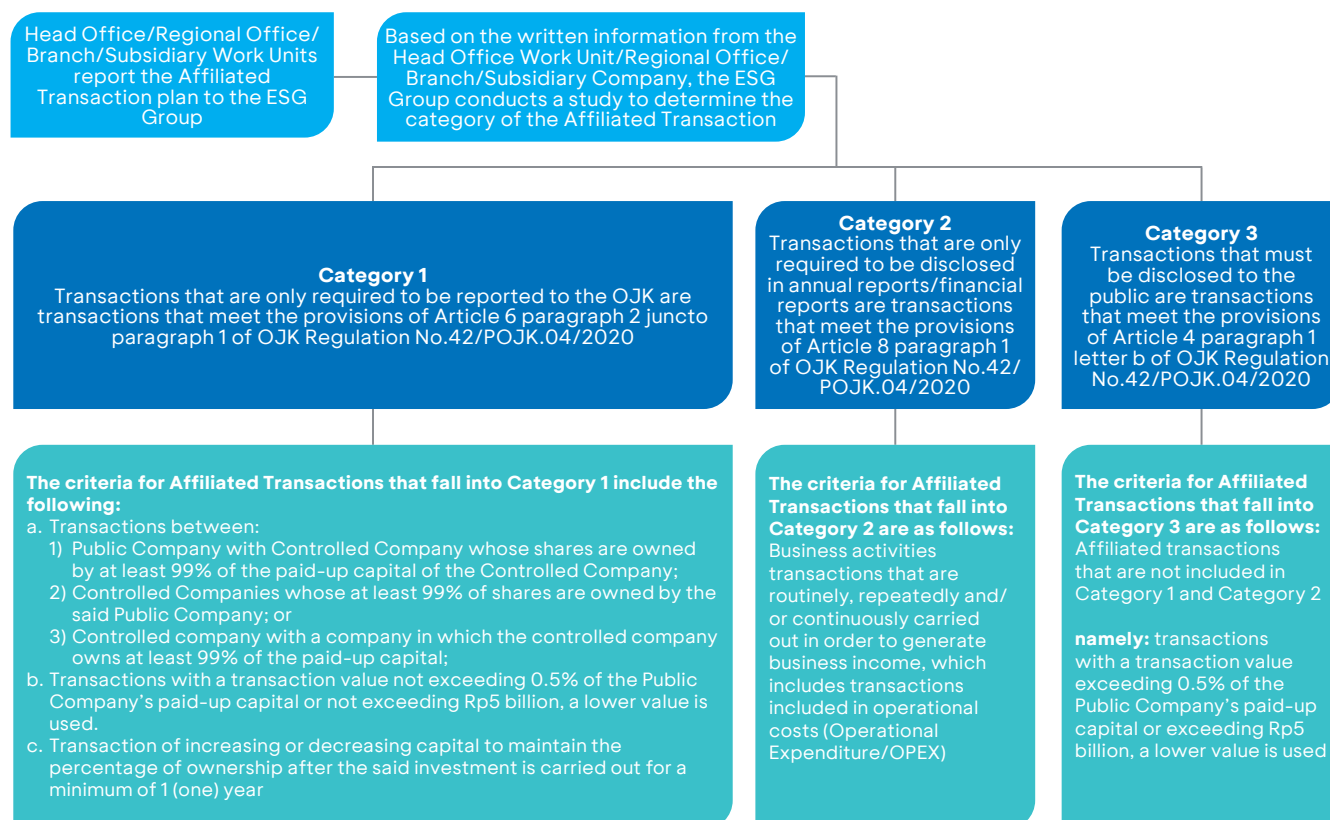 Head Office/Regional Office/
Branch/Subsidiary Work Units
report the Affiliated
Transaction plan to the ESG
Group
Based on the written information from the
Head Office Work Unit/Regional Office/
Branch/Subsidiary Company, the ESG
Group conducts a study to determine the
category of the Affiliated Transaction
Category 1
Transactions that are only required to be reported to the OJK are
transactions that meet the provisions of Article 6 paragraph 2 juncto
paragraph 1 of OJK Regulation No.42/POJK.04/2020
Category 2
Transactions that are only
required to be disclosed
in annual reports/financial
reports are transactions
that meet the provisions
of Article 8 paragraph 1
of OJK Regulation No.42/
POJK.04/2020
Category 3
Transactions that must
be disclosed to the
public are transactions
that meet the provisions
of Article 4 paragraph 1
letter b of OJK Regulation
No.42/POJK.04/2020
The criteria for Affiliated Transactions that fall into Category 1 include the
following:
a. Transactions between:
1) Public Company with Controlled Company whose shares are owned
by at least 99% of the paid-up capital of the Controlled Company;
2) Controlled Companies whose at least 99% of shares are owned by the
said Public Company; or
3) Controlled company with a company in which the controlled company
owns at least 99% of the paid-up capital;
b. Transactions with a transaction value not exceeding 0.5% of the Public
Company's paid-up capital or not exceeding Rp5 billion, a lower value is
used.
c. Transaction of increasing or decreasing capital to maintain the
percentage of ownership after the said investment is carried out for a
minimum of 1 (one) year
The criteria for Affiliated
Transactions that fall into
Category 2 are as follows:
Business activities
transactions that are
routinely, repeatedly and/
or continuously carried
out in order to generate
business income, which
includes transactions
included in operational
costs (Operational
Expenditure/OPEX)
The criteria for Affiliated
Transactions that fall into
Category 3 are as follows:
Affiliated transactions
that are not included in
Category 1 and Category 2
namely: transactions
with a transaction value
exceeding 0.5% of the
Public Company's paid-up
capital or exceeding Rp5
billion, a lower value is used